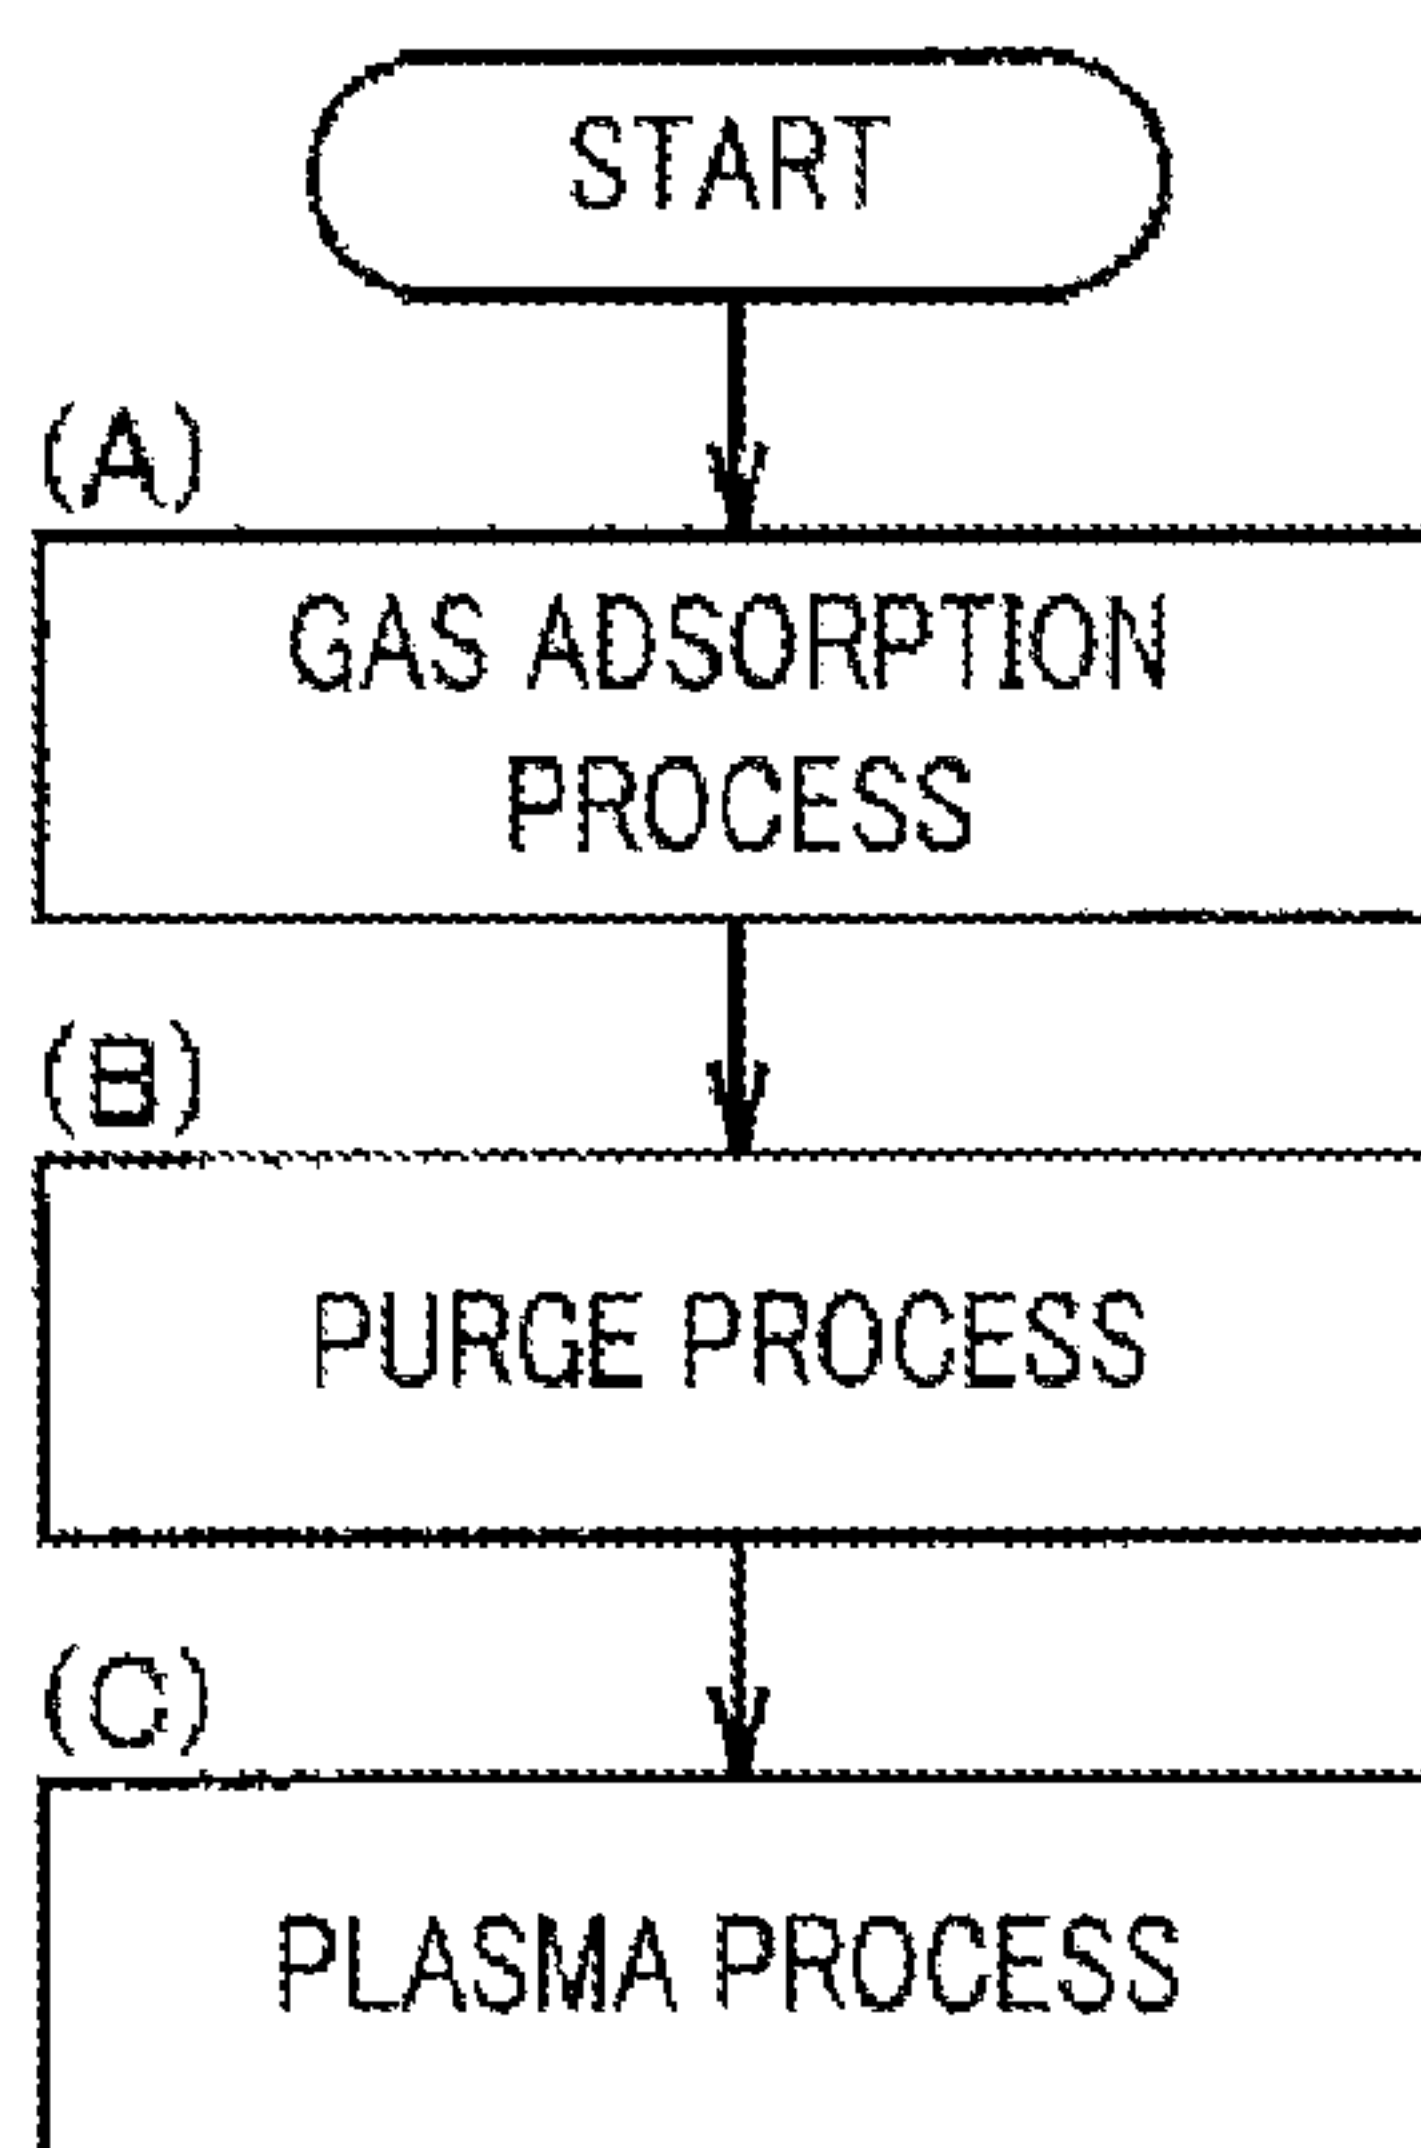 START
(A)
GAS ADSORPTION
PROCESS
(B)
PURGE PROCESS
(C)
PLASMA PROCESS